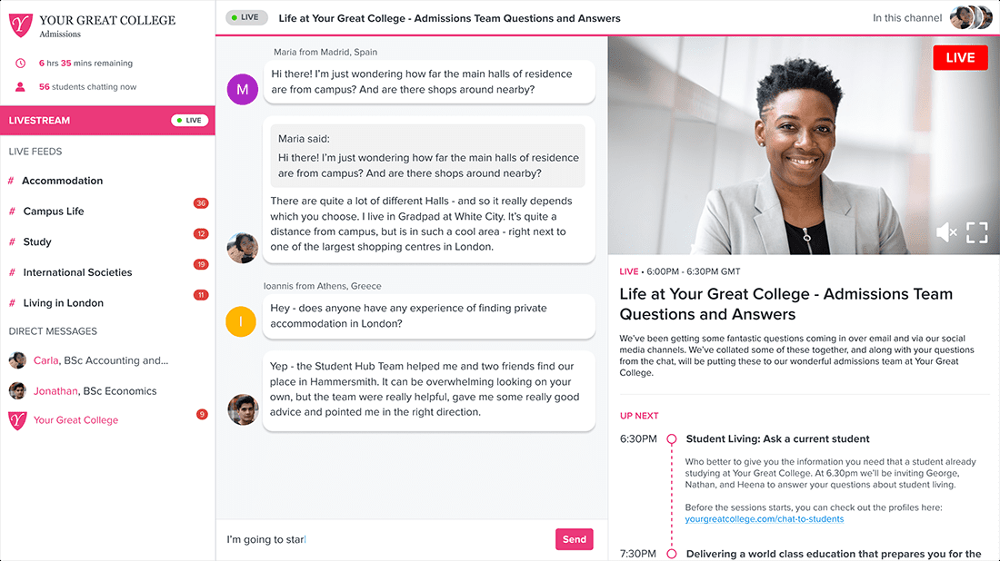 YOUR GREAT COLLEGE
Admissions
6 hrs 35 mins remaining
56 students chatting now
LIVESTREAM
LIVE
LIVE FEEDS
# Accommodation
# Campus Life
36
# Study
12
# International Societies
19
# Living in London
11
DIRECT MESSAGES
Carla, BSc Accounting and...
Jonathan, BSc Economics
Your Great College
9
LIVE
Life at Your Great College - Admissions Team Questions and Answers
In this channel
Maria from Madrid, Spain
M
Hi there! I'm just wondering how far the main halls of residence
are from campus? And are there shops around nearby?
Maria said:
Hi there! I'm just wondering how far the main halls of residence
are from campus? And are there shops around nearby?
There are quite a lot of different Halls - and so it really depends
which you choose. I live in Gradpad at White City. It's quite a
distance from campus, but is in such a cool area - right next to
one of the largest shopping centres in London.
Ioannis from Athens, Greece
I
Hey - does anyone have any experience of finding private
accommodation in London?
Yep - the Student Hub Team helped me and two friends find our
place in Hammersmith. It can be overwhelming looking on your
own, but the team were really helpful, gave me some really good
advice and pointed me in the right direction.
I'm going to star
Send
LIVE
LIVE • 6:00PM - 6:30PM GMT
Life at Your Great College - Admissions Team
Questions and Answers
We've been getting some fantastic questions coming in over email and via our social
media channels. We've collated some of these together, and along with your questions
from the chat, will be putting these to our wonderful admissions team at Your Great
College.
UP NEXT
6:30PM
Student Living: Ask a current student
Who better to give you the information you need that a student already
studying at Your Great College. At 6.30pm we'll be inviting George,
Nathan, and Heena to answer your questions about student living.
Before the sessions starts, you can check out the profiles here:
yourgreatcollege.com/chat-to-students
7:30PM
Delivering a world class education that prepares you for the